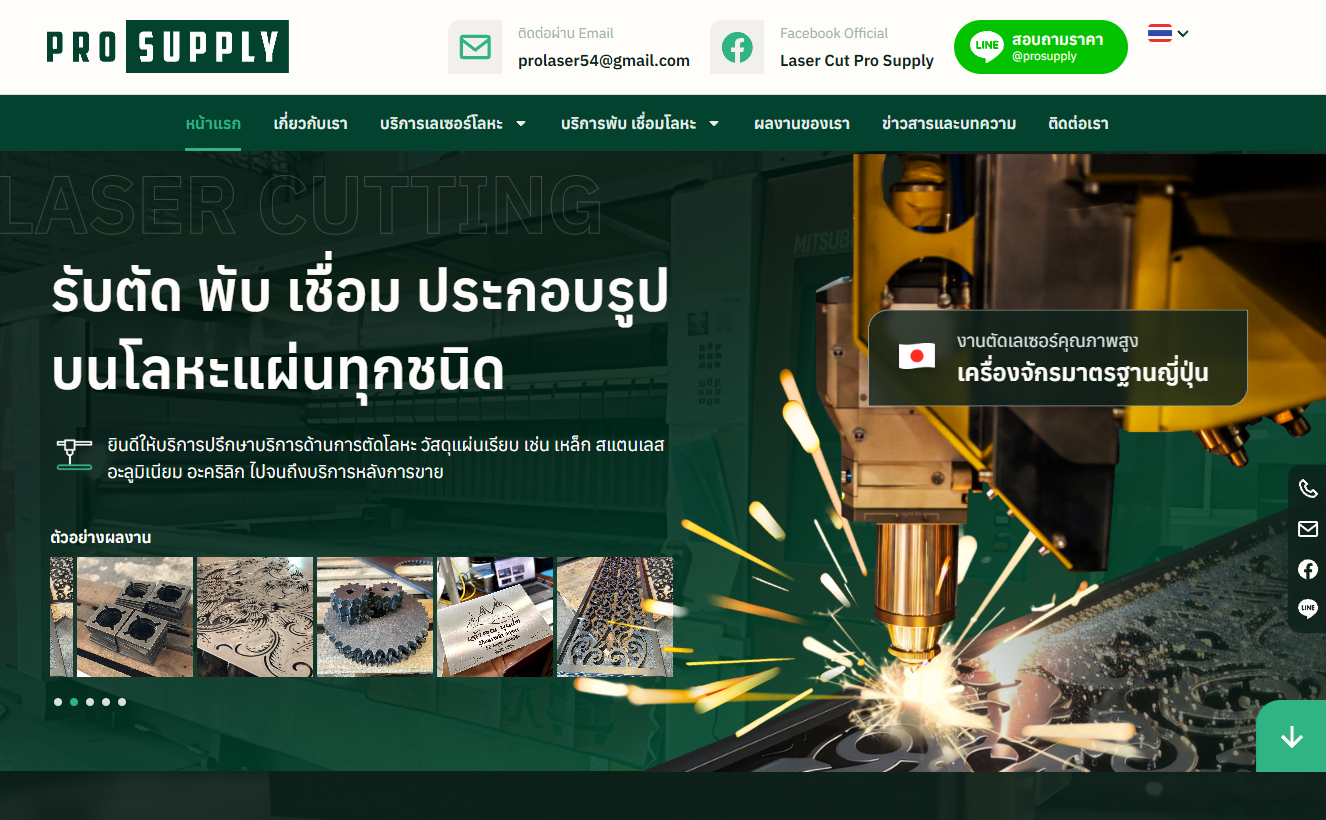 PRO SUPPLY
ติดต่อผ่าน Email
prolaser54@gmail.com
Facebook Official
Laser Cut Pro Supply
LINE
สอบถามราคา
@prosupply
หน้าแรก
เกี่ยวกับเรา
บริการเลเซอร์โลหะ
บริการพับ เชื่อมโลหะ
ผลงานของเรา
ข่าวสารและบทความ
ติดต่อเรา
LASER CUTTING
รับตัด พับ เชื่อม ประกอบรูป
บนโลหะแผ่นทุกชนิด
ยินดีให้บริการปรึกษาบริการด้านการตัดโลหะ วัสดุแผ่นเรียบ เช่น เหล็ก สแตนเลส
อะลูมิเนียม อะคริลิก ไปจนถึงบริการหลังการขาย
ตัวอย่างผลงาน
งานตัดเลเซอร์คุณภาพสูง
เครื่องจักรมาตรฐานญี่ปุ่น
LINE